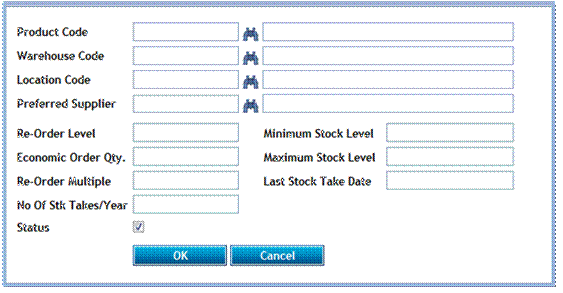 Product Code
Warehouse Code
Location Code
Preferred Supplier
Re-Order Level Minimum Stock Level
Economic Order Qty. Maximum Stock Level
Re-Order Multiple Last Stock Take Date
No Of Stk Takes/Year
Status
OK Cancel